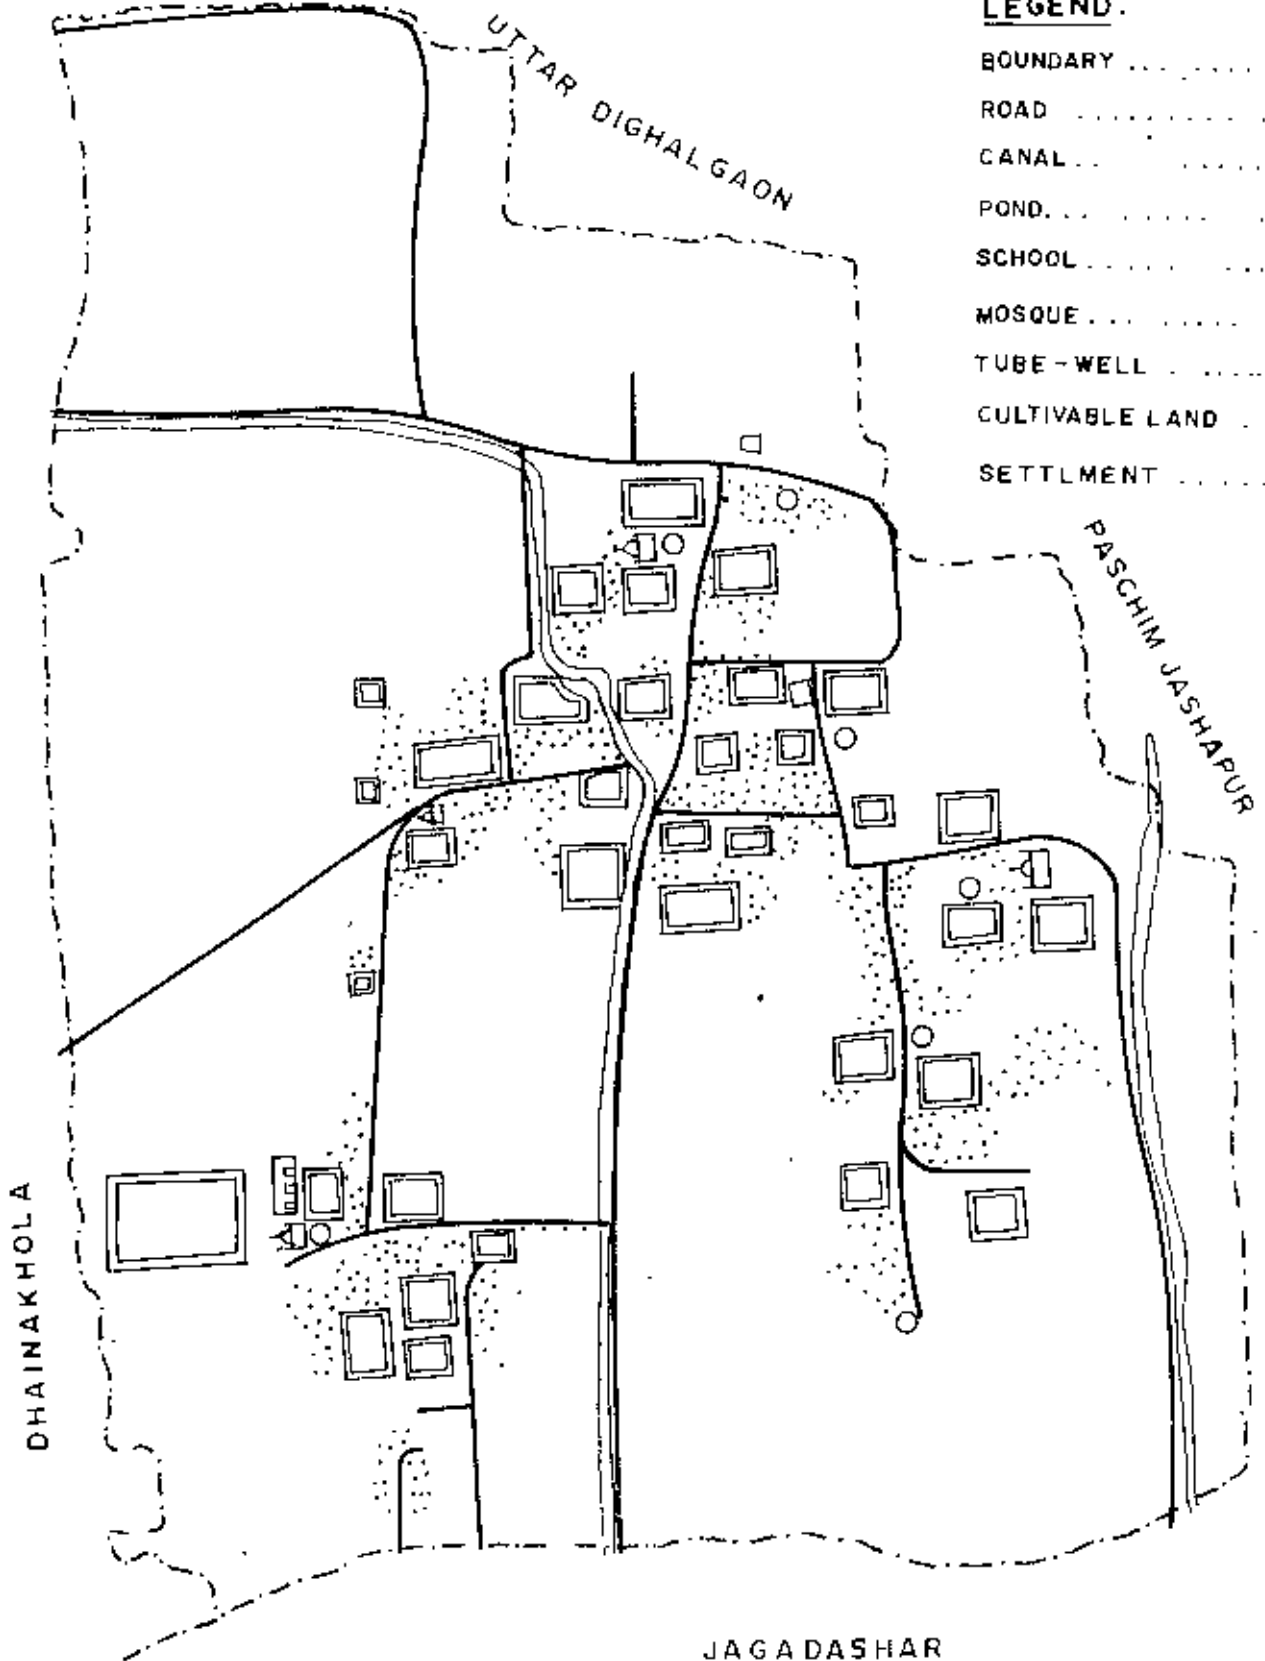 LEGEND.
BOUNDARY
ROAD
CANAL
POND
SCHOOL
MOSQUE
TUBE-WELL
CULTIVABLE LAND
SETTLMENT
UTTAR DIGHALGAON
PASCHIM JASHAPUR
DHAINAKHOLA
JAGADASHAR